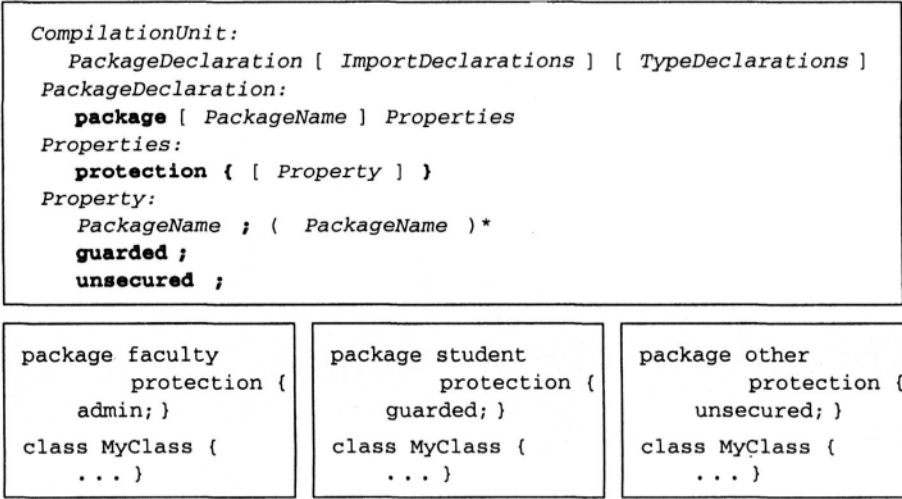 CompilationUnit:
PackageDeclaration [ ImportDeclarations ] [ TypeDeclarations ]
PackageDeclaration:
package [ PackageName ] Properties
Properties:
protection { [ Property ] }
Property:
PackageName ; ( PackageName )*
guarded ;
unsecured ;
package faculty
protection {
admin; }
class MyClass {
... }
package student
protection {
guarded; }
class MyClass {
... }
package other
protection {
unsecured; }
class MyClass {
... }